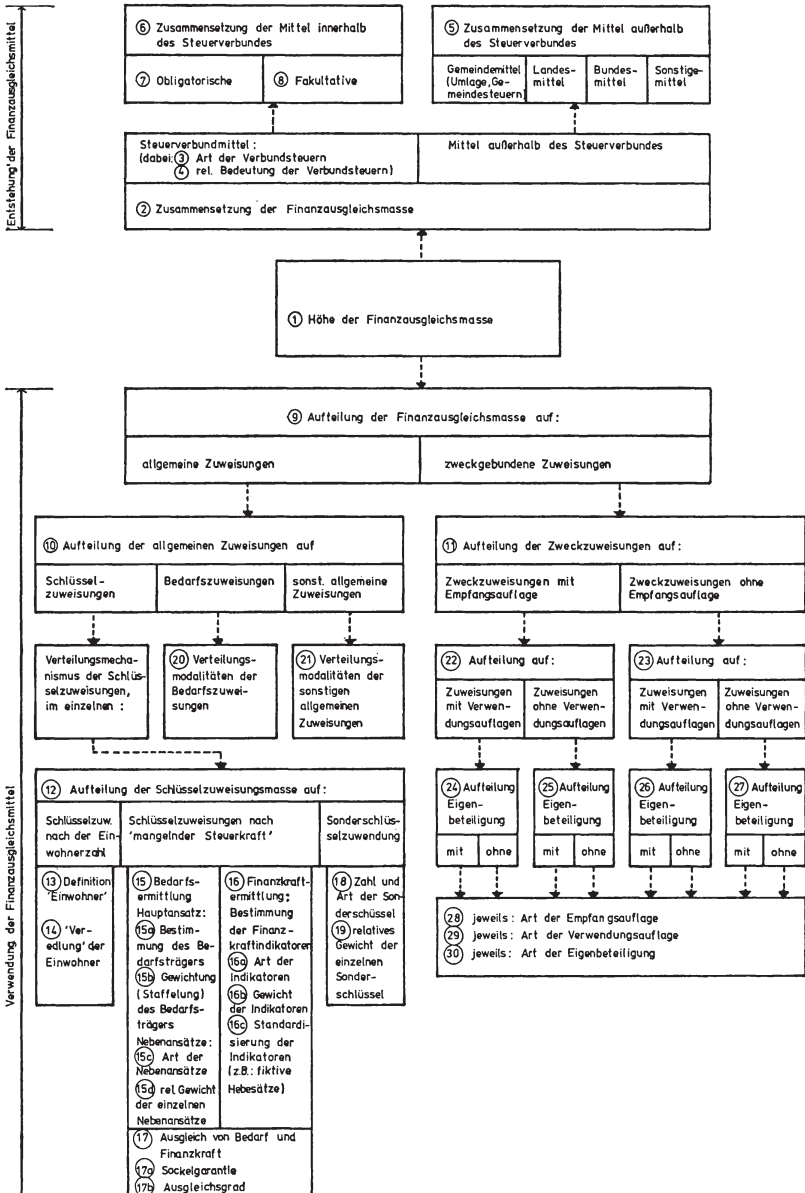 'Entstehung' der Finanzausgleichsmittel
⑥ Zusammensetzung der Mittel innerhalb
des Steuerverbundes
⑦ Obligatorische
⑧ Fakultative
⑤ Zusammensetzung der Mittel außerhalb
des Steuerverbundes
Gemeindemittel
(Umlage,Ge-
meindesteuern)
Landes-
mittel
Bundes-
mittel
Sonstige-
mittel
Steuerverbundmittel :
(dabei: ③ Art der Verbundsteuern
④ rel. Bedeutung der Verbundsteuern)
Mittel außerhalb des Steuerverbundes
② Zusammensetzung der Finanzausgleichsmasse
① Höhe der Finanzausgleichsmasse
Verwendung der Finanzausgleichsmittel
⑨ Aufteilung der Finanzausgleichsmasse auf :
allgemeine Zuweisungen
zweckgebundene Zuweisungen
⑩ Aufteilung der allgemeinen Zuweisungen auf
Schlüssel-
zuweisungen
Bedarfszuweisungen
sonst. allgemeine
Zuweisungen
⑪ Aufteilung der Zweckzuweisungen auf :
Zweckzuweisungen mit
Empfangsauflage
Zweckzuweisungen ohne
Empfangsauflage
Verteilungsmecha-
nismus der Schlüs-
selzuweisungen,
im einzelnen :
⑳ Verteilungs-
modalitäten der
Bedarfszuwei-
sungen
㉑ Verteilungs-
modalitäten der
sonstigen
allgemeinen
Zuweisungen
㉒ Aufteilung auf :
Zuweisungen
mit Verwen-
dungsauflagen
Zuweisungen
ohne Verwen-
dungsauflagen
㉓ Aufteilung auf :
Zuweisungen
mit Verwen-
dungsauflagen
Zuweisungen
ohne Verwen-
dungsauflagen
⑫ Aufteilung der Schlüsselzuweisungsmasse auf :
Schlüsselzuw.
nach der Ein-
wohnerzahl
Schlüsselzuweisungen nach
'mangelnder Steuerkraft'
Sonderschlüs-
selzuwendung
㉔ Aufteilung
Eigen-
beteiligung
mit
ohne
㉕ Aufteilung
Eigen-
beteiligung
mit
ohne
㉖ Aufteilung
Eigen-
beteiligung
mit
ohne
㉗ Aufteilung
Eigen-
beteiligung
mit
ohne
⑬ Definition
'Einwohner'
⑭ 'Ver-
edlung' der
Einwohner
⑮ Bedarfs-
ermittlung
Hauptansatz :
(15a) Bestim-
mung des Be-
darfsträgers
(15b) Gewichtung
(Staffelung)
des Bedarfs-
trägers
Nebenansätze :
(15c) Art der
Nebenansätze
(15d) rel. Gewicht
der einzelnen
Nebenansätze
⑯ Finanzkraft-
ermittlung :
Bestimmung
der Finanz-
kraftindikatoren
(16a) Art der
Indikatoren
(16b) Gewicht
der Indikatoren
(16c) Standardi-
sierung der
Indikatoren
(z.B.: fiktive
Hebesätze)
⑱ Zahl und
Art der Son-
derschüssel
⑲ relatives
Gewicht der
einzelnen
Sonder-
schlüssel
㉘ jeweils : Art der Empfangsauflage
㉙ jeweils : Art der Verwendungsauflage
㉚ jeweils : Art der Eigenbeteiligung
⑰ Ausgleich von Bedarf und
Finanzkraft
(17a) Sockelgarantie
(17b) Ausgleichsgrad